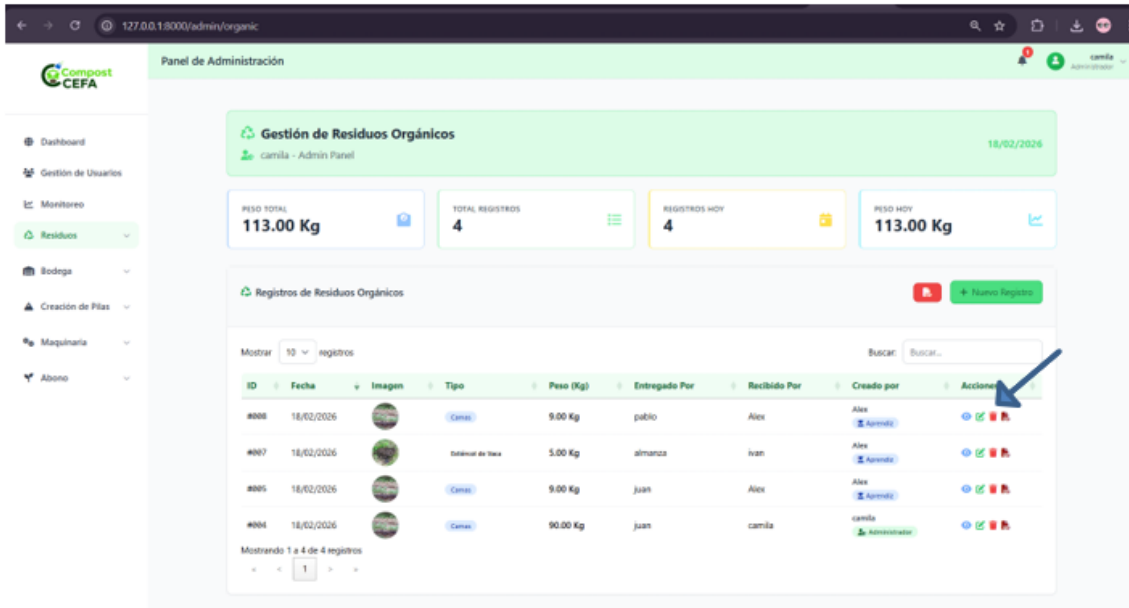 127.0.0.1:8000/admin/organic
Compost
CEFA
Panel de Administración
camila
Administrador
Dashboard
Gestión de Usuarios
Monitoreo
Residuos
Bodega
Creación de Pilas
Maquinaria
Abono
Gestión de Residuos Orgánicos
camila - Admin Panel
18/02/2026
PESO TOTAL
113.00 Kg
TOTAL REGISTROS
4
REGISTROS HOY
4
PESO HOY
113.00 Kg
Registros de Residuos Orgánicos
+ Nuevo Registro
Mostrar 10 registros
Buscar: Buscar...
ID Fecha Imagen Tipo Peso (Kg) Entregado Por Recibido Por Creado por Acciones
#008 18/02/2026 Camas 9.00 Kg pablo Alex Alex Aprendiz
#007 18/02/2026 Estiércol de Vaca 5.00 Kg almanza ivan Alex Aprendiz
#005 18/02/2026 Camas 9.00 Kg juan Alex Alex Aprendiz
#004 18/02/2026 Camas 90.00 Kg juan camila camila Administrador
Mostrando 1 a 4 de 4 registros
« < 1 > »